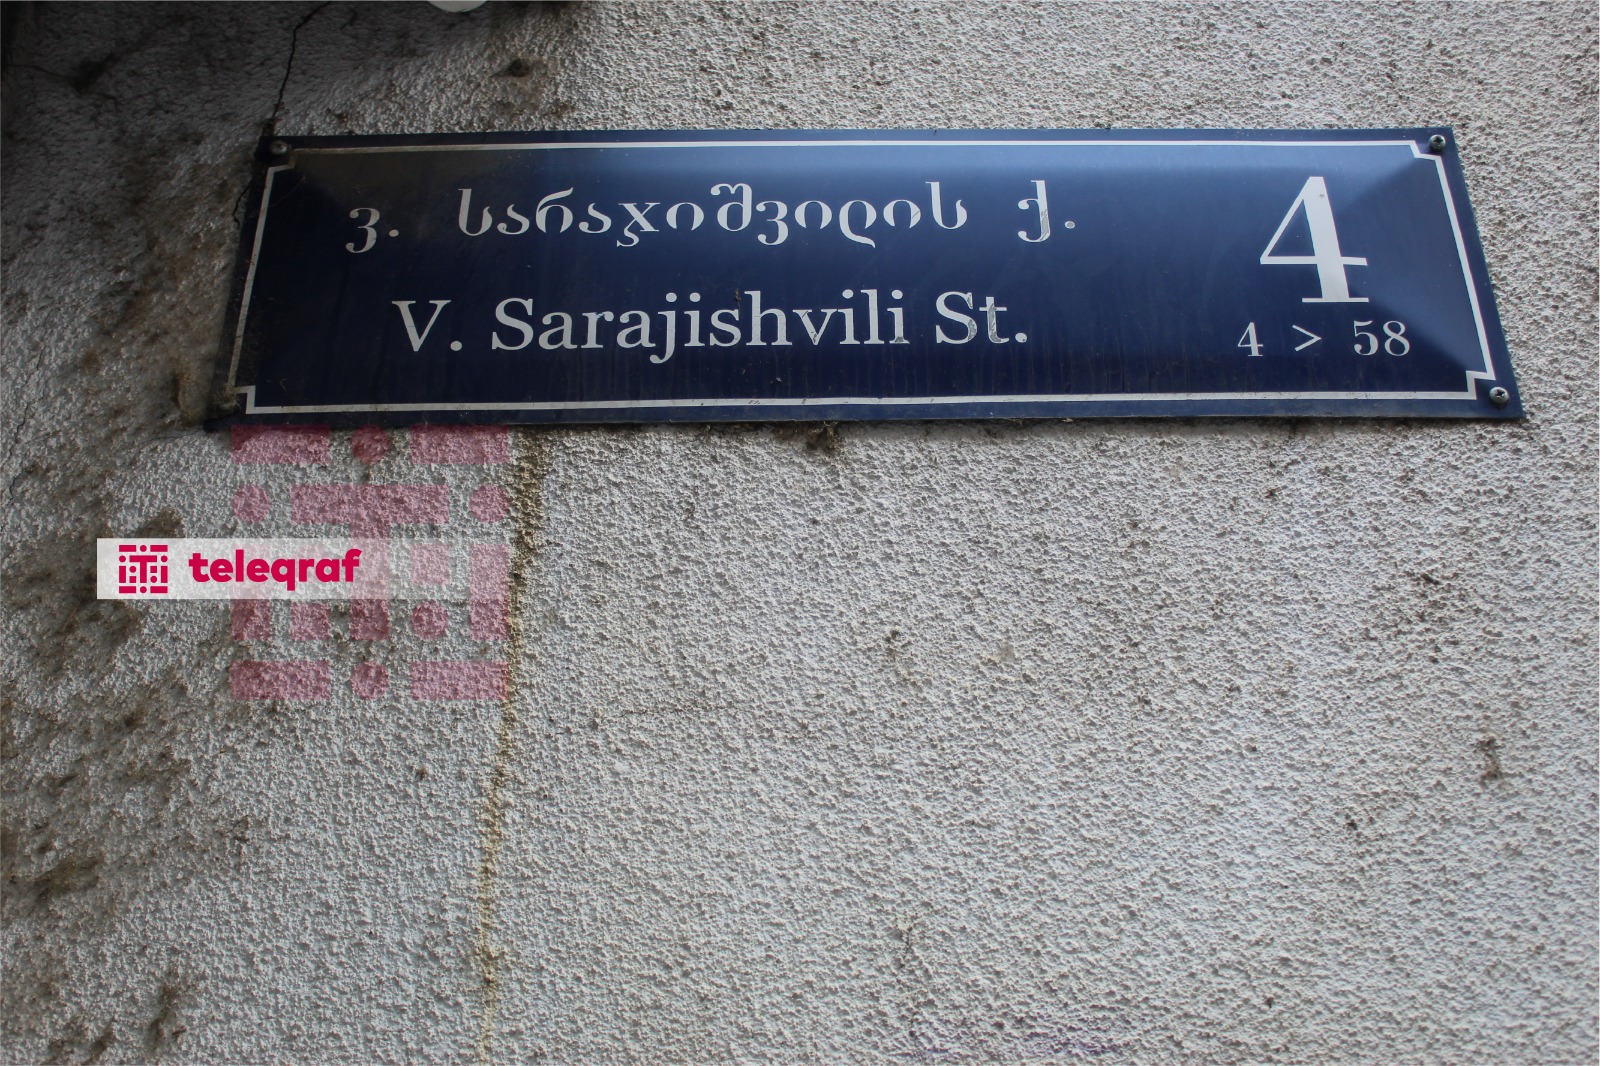 ვ. სარაჯიშვილის ქ.
V. Sarajishvili St.
4
4 > 58
teleqraf